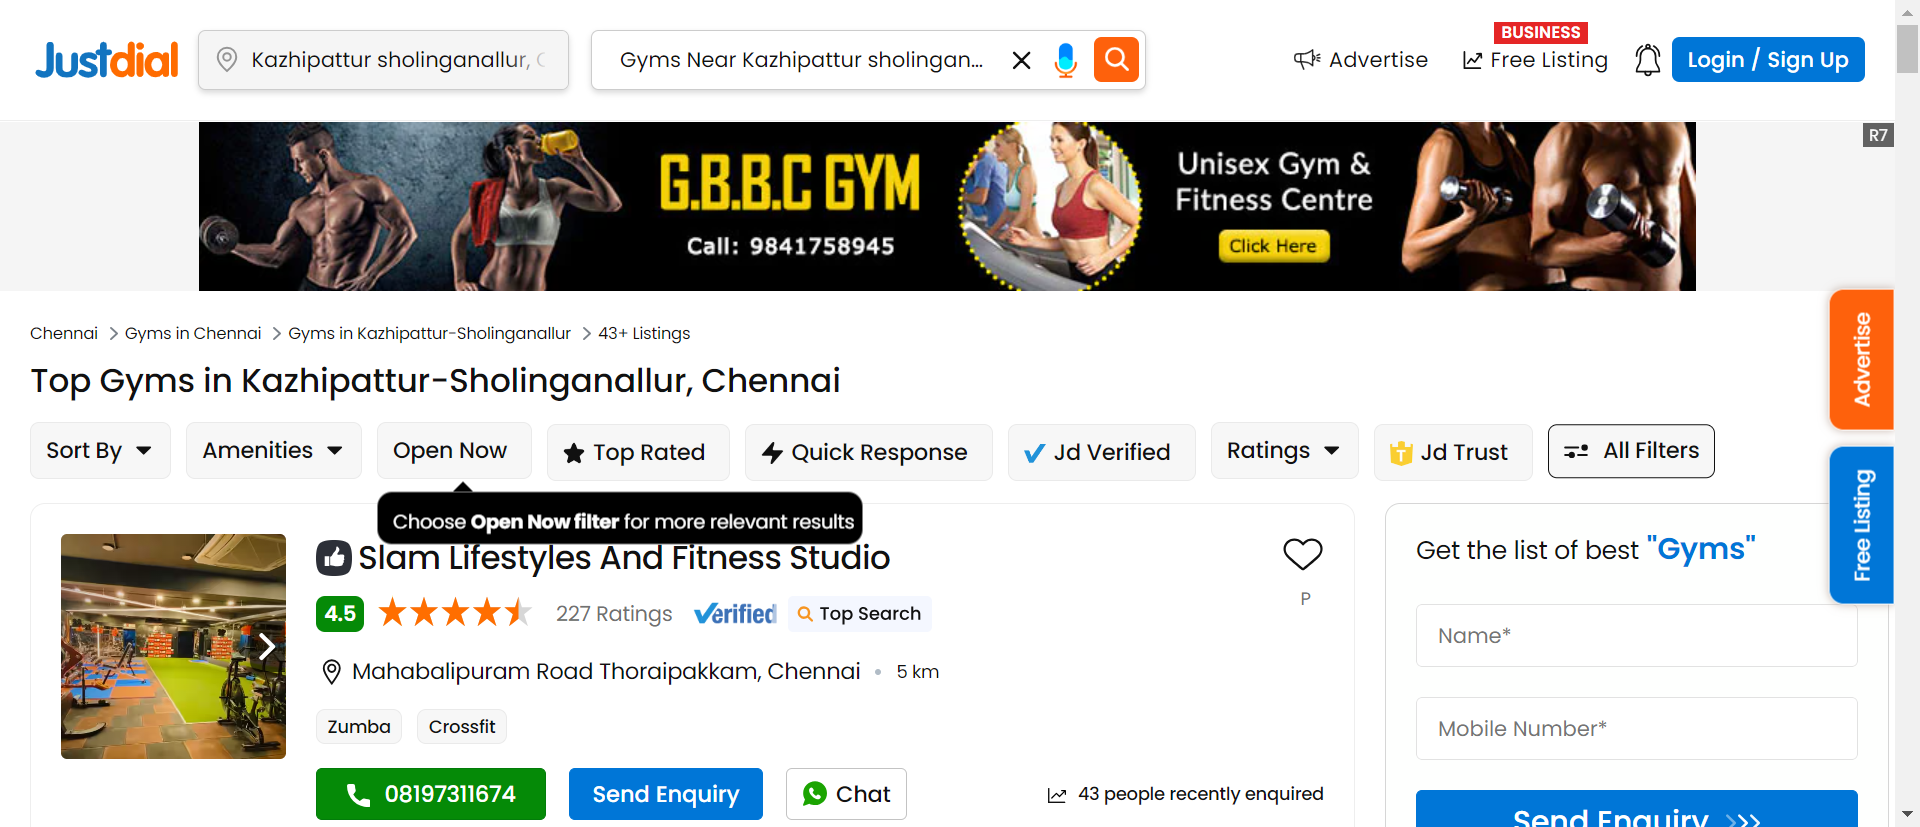 Justdial
Kazhipattur sholinganallur,
Gyms Near Kazhipattur sholingan...
Advertise
BUSINESS
Free Listing
Login / Sign Up
R7
G.B.B.C GYM
Call: 9841758945
Unisex Gym &
Fitness Centre
Click Here
Chennai > Gyms in Chennai > Gyms in Kazhipattur-Sholinganallur > 43+ Listings
Top Gyms in Kazhipattur-Sholinganallur, Chennai
Sort By Amenities Open Now Top Rated Quick Response Jd Verified Ratings Jd Trust All Filters
Choose Open Now filter for more relevant results
Slam Lifestyles And Fitness Studio
4.5 227 Ratings Verified Top Search
P
Mahabalipuram Road Thoraipakkam, Chennai • 5 km
Zumba Crossfit
08197311674 Send Enquiry Chat 43 people recently enquired
Get the list of best "Gyms"
Name*
Mobile Number*
Send Enquiry
Advertise
Free Listing